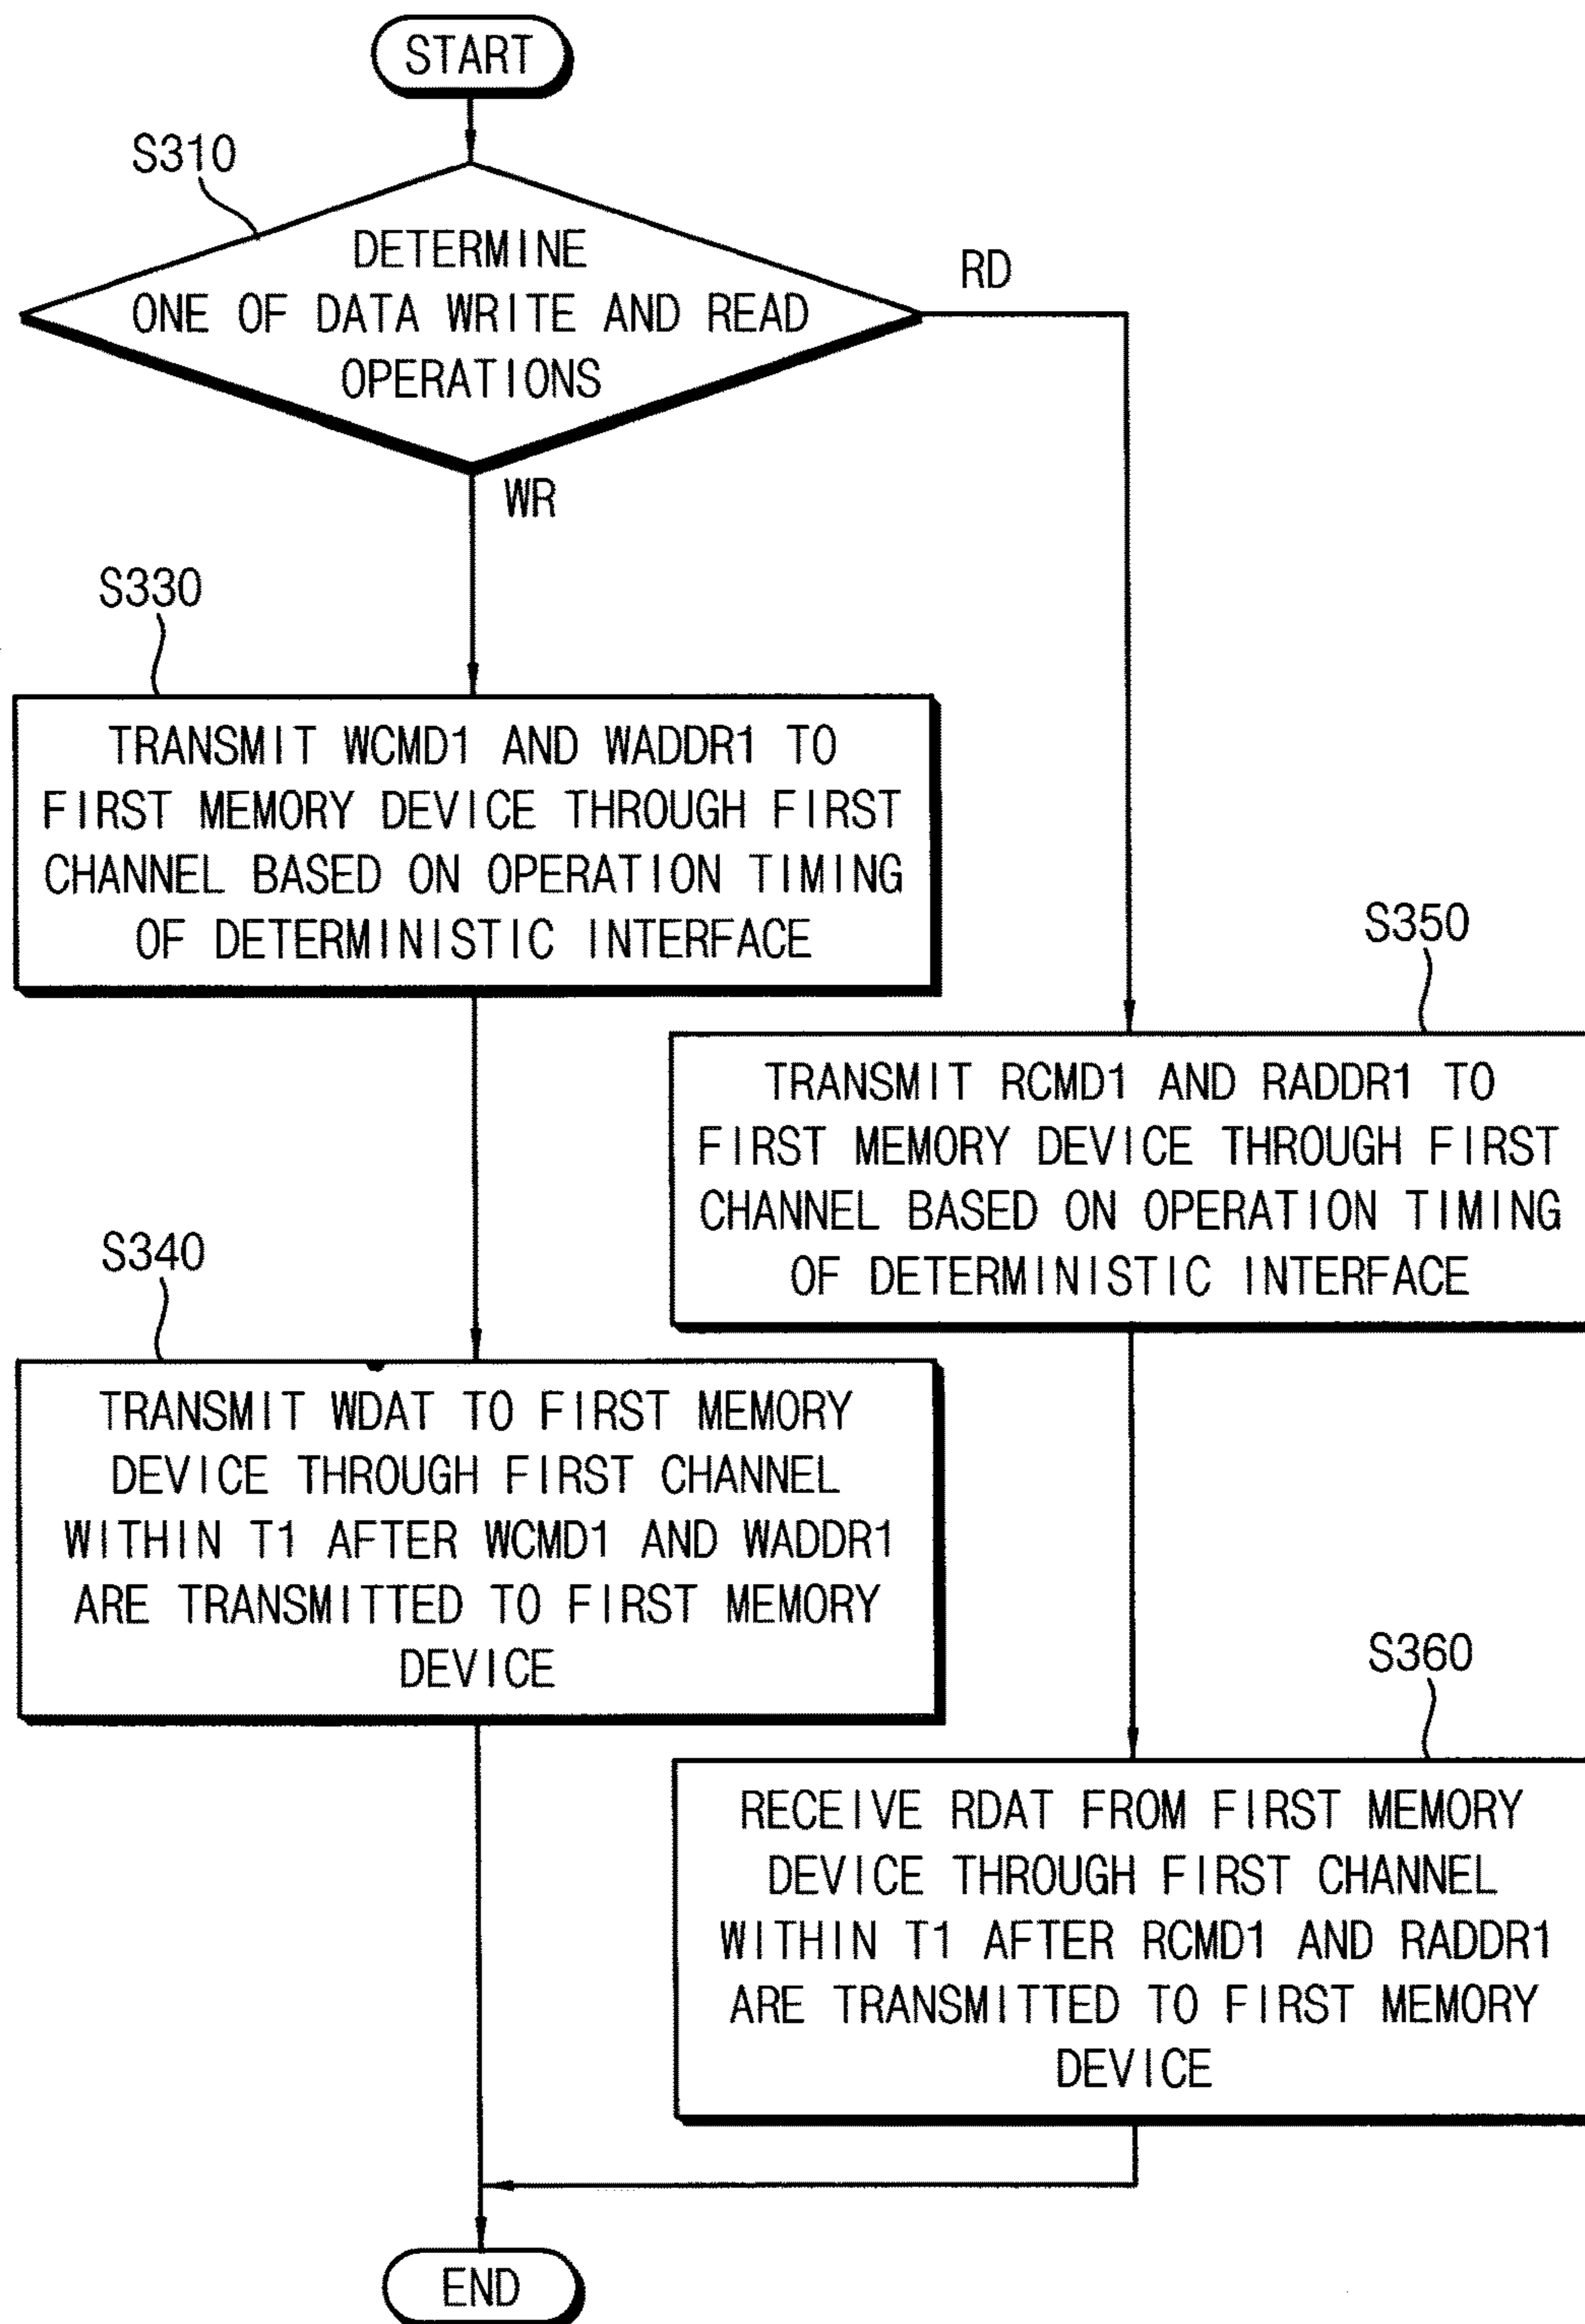 START
S310
DETERMINE
ONE OF DATA WRITE AND READ
OPERATIONS
RD
WR
S330
TRANSMIT WCMD1 AND WADDR1 TO
FIRST MEMORY DEVICE THROUGH FIRST
CHANNEL BASED ON OPERATION TIMING
OF DETERMINISTIC INTERFACE
S350
TRANSMIT RCMD1 AND RADDR1 TO
FIRST MEMORY DEVICE THROUGH FIRST
CHANNEL BASED ON OPERATION TIMING
OF DETERMINISTIC INTERFACE
S340
TRANSMIT WDAT TO FIRST MEMORY
DEVICE THROUGH FIRST CHANNEL
WITHIN T1 AFTER WCMD1 AND WADDR1
ARE TRANSMITTED TO FIRST MEMORY
DEVICE
S360
RECEIVE RDAT FROM FIRST MEMORY
DEVICE THROUGH FIRST CHANNEL
WITHIN T1 AFTER RCMD1 AND RADDR1
ARE TRANSMITTED TO FIRST MEMORY
DEVICE
END